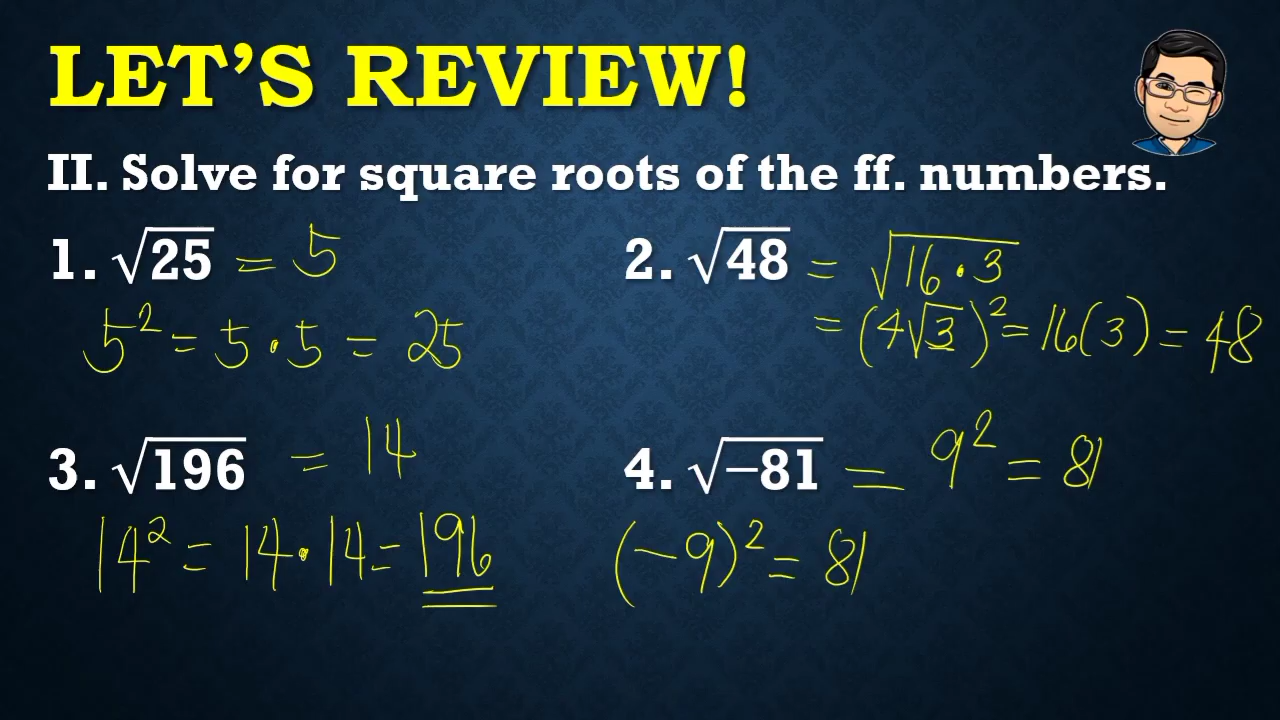 LET'S REVIEW!
II. Solve for square roots of the ff. numbers.
1. √25 = 5
5² = 5 · 5 = 25
2. √48 = √16 · 3
= (4√3)² = 16(3) = 48
3. √196 = 14
14² = 14 · 14 = 196
4. √−81 = 9² = 81
(−9)² = 81